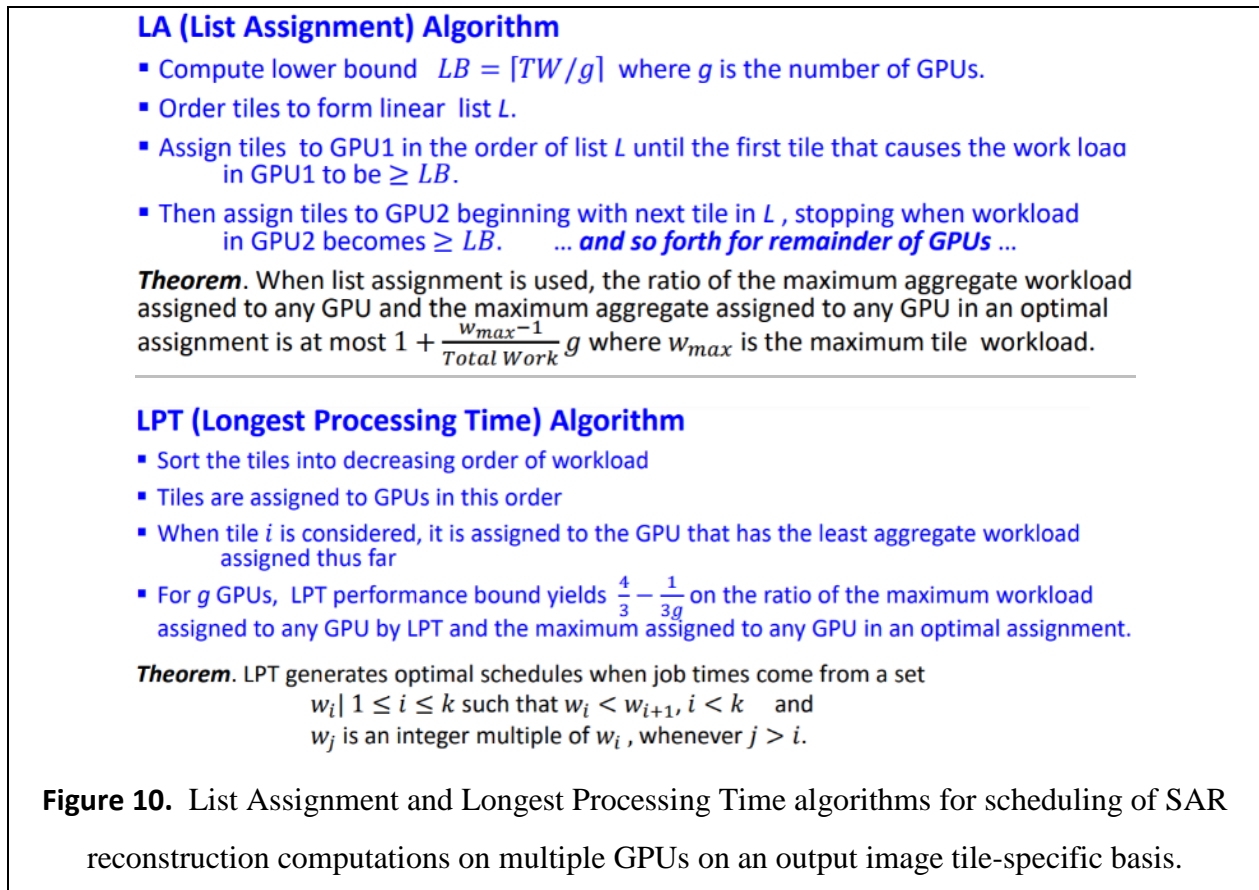 LA (List Assignment) Algorithm
▪ Compute lower bound LB = ⌈TW/g⌉ where g is the number of GPUs.
▪ Order tiles to form linear list L.
▪ Assign tiles to GPU1 in the order of list L until the first tile that causes the work load
in GPU1 to be ≥ LB.
▪ Then assign tiles to GPU2 beginning with next tile in L , stopping when workload
in GPU2 becomes ≥ LB. ... and so forth for remainder of GPUs ...
Theorem. When list assignment is used, the ratio of the maximum aggregate workload
assigned to any GPU and the maximum aggregate assigned to any GPU in an optimal
assignment is at most 1 + (w_max−1)/(Total Work) g where w_max is the maximum tile workload.
LPT (Longest Processing Time) Algorithm
▪ Sort the tiles into decreasing order of workload
▪ Tiles are assigned to GPUs in this order
▪ When tile i is considered, it is assigned to the GPU that has the least aggregate workload
assigned thus far
▪ For g GPUs, LPT performance bound yields 4/3 − 1/(3g) on the ratio of the maximum workload
assigned to any GPU by LPT and the maximum assigned to any GPU in an optimal assignment.
Theorem. LPT generates optimal schedules when job times come from a set
w_i| 1 ≤ i ≤ k such that w_i < w_{i+1}, i < k and
w_j is an integer multiple of w_i , whenever j > i.
Figure 10. List Assignment and Longest Processing Time algorithms for scheduling of SAR
reconstruction computations on multiple GPUs on an output image tile-specific basis.